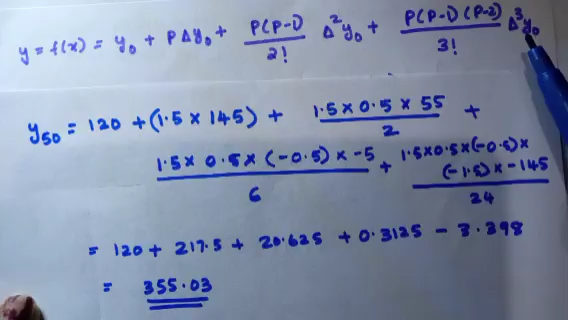 y = f(x) = y₀ + PΔy₀ + P(P-1)/2! Δ²y₀ + P(P-1)(P-2)/3! Δ³y₀
y₅₀ = 120 + (1.5 × 145) + 1.5 × 0.5 × 55/2 +
1.5 × 0.5 × (-0.5) × -5/6 + 1.5×0.5×(-0.5)×(-1.5)×-145/24
= 120 + 217.5 + 20.625 + 0.3125 - 3.398
= 355.03